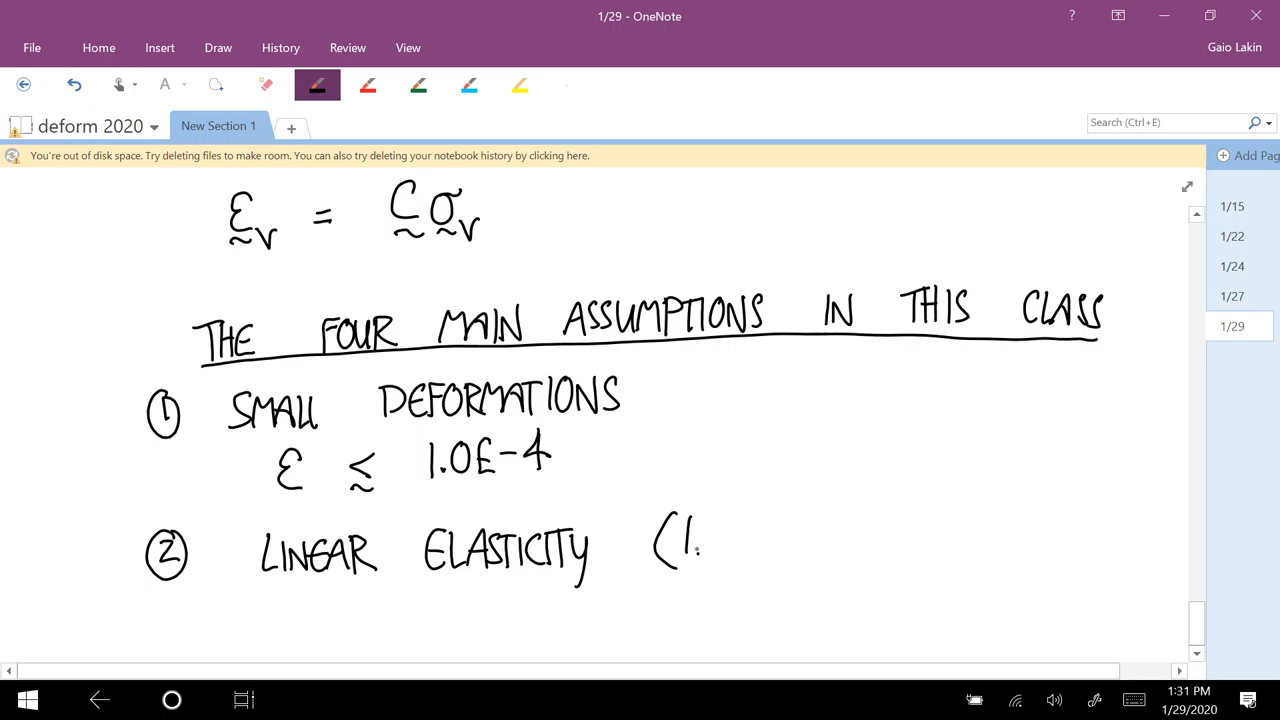 1/29 - OneNote
?
File Home Insert Draw History Review View Gaio Lakin
deform 2020 New Section 1 Search (Ctrl+E)
You're out of disk space. Try deleting files to make room. You can also try deleting your notebook history by clicking here.
Add Pag
1/15
1/22
1/24
1/27
1/29
ε_v = C σ_v
THE FOUR MAIN ASSUMPTIONS IN THIS CLASS
① SMALL DEFORMATIONS
ε ≲ 1.0E-4
② LINEAR ELASTICITY (1.
1:31 PM
1/29/2020